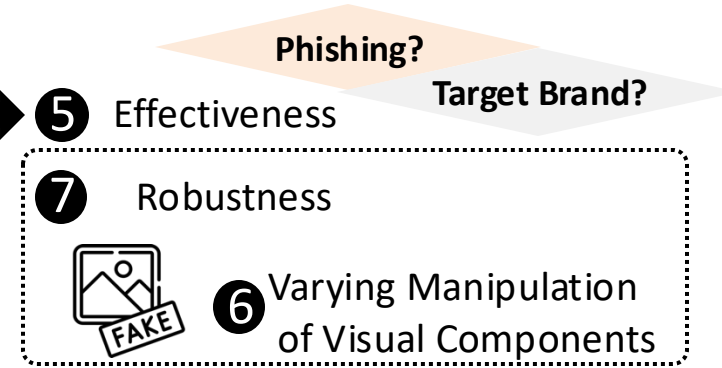 Phishing?
Target Brand?
5 Effectiveness
7 Robustness
FAKE
6 Varying Manipulation
of Visual Components